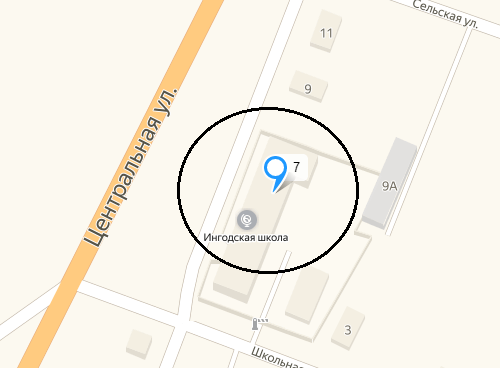 Сельская ул.
11
9
Центральная ул.
7
9А
Ингодская школа
3
Школьная